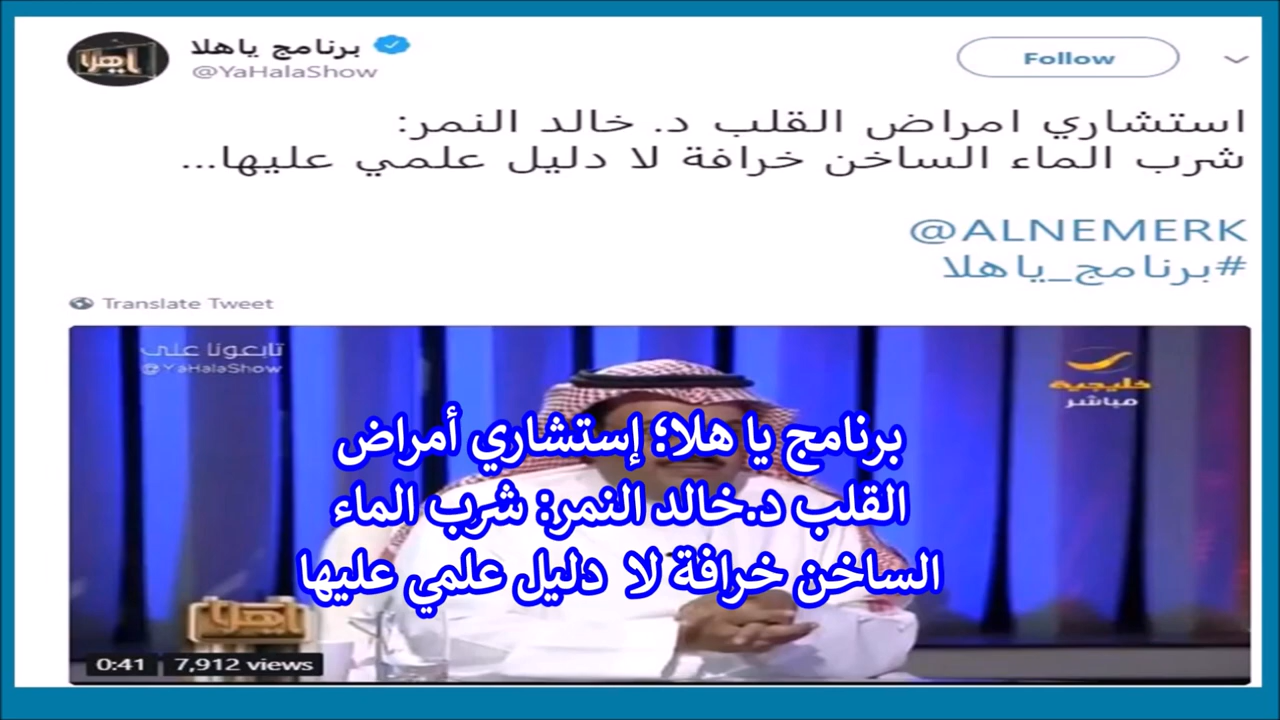 برنامج ياهلا
@YaHalaShow
Follow
استشاري امراض القلب د. خالد النمر:
شرب الماء الساخن خرافة لا دليل علمي عليها...
@ALNEMERK
#برنامج_ياهلا
Translate Tweet
تابعونا على
@YaHalaShow
خليجية
مباشر
برنامج يا هلا؛ إستشاري أمراض
القلب د.خالد النمر: شرب الماء
الساخن خرافة لا دليل علمي عليها
ياهلا
0:41 7,912 views